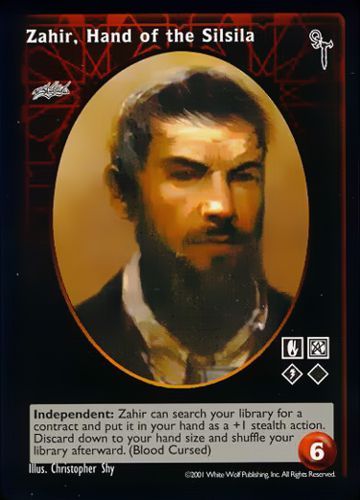 Zahir, Hand of the Silsila
Independent: Zahir can search your library for a
contract and put it in your hand as a +1 stealth action.
Discard down to your hand size and shuffle your
library afterward. (Blood Cursed)
6
Illus. Christopher Shy
©2001 White Wolf Publishing, Inc. All Rights Reserved.